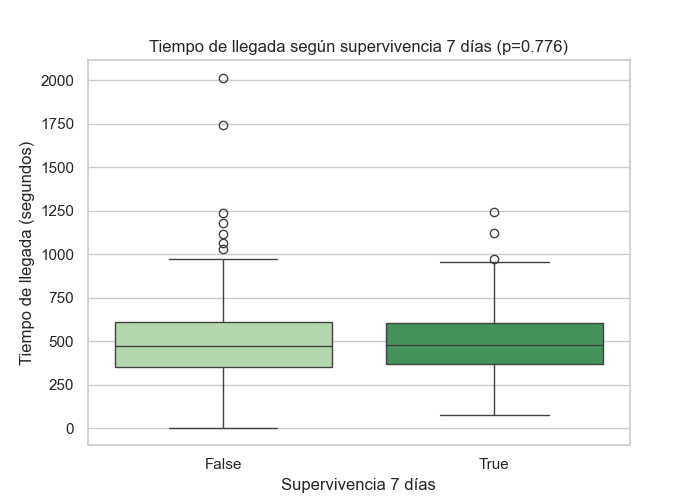 Tiempo de llegada según supervivencia 7 días (p=0.776)
Tiempo de llegada (segundos)
2000
1750
1500
1250
1000
750
500
250
0
False
True
Supervivencia 7 días